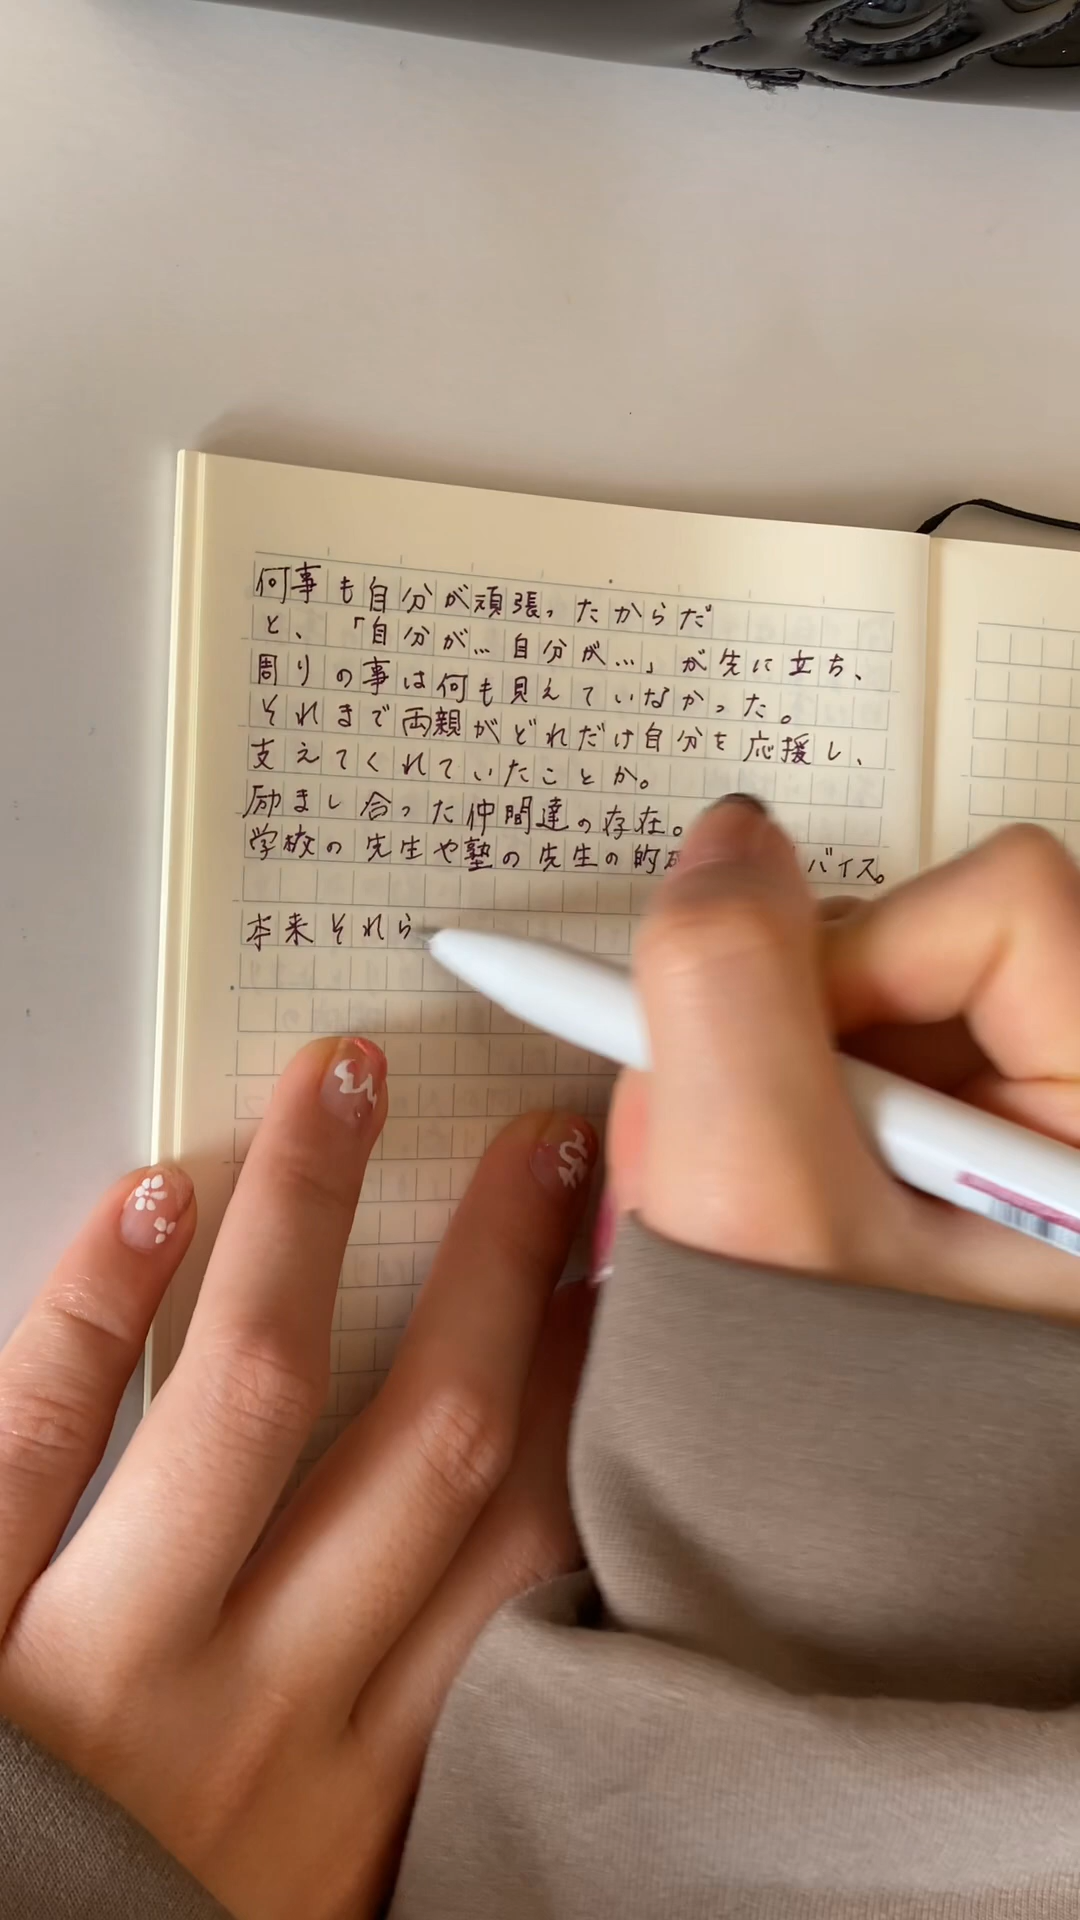 何事も自分が頑張ったからだ
と、「自分が…自分が…」が先に立ち、
周りの事は何も見えていなかった。
それまで両親がどれだけ自分を応援し、
支えてくれていたことか。
励まし合った仲間達の存在。
学校の先生や塾の先生の的 バイス。
本来それら